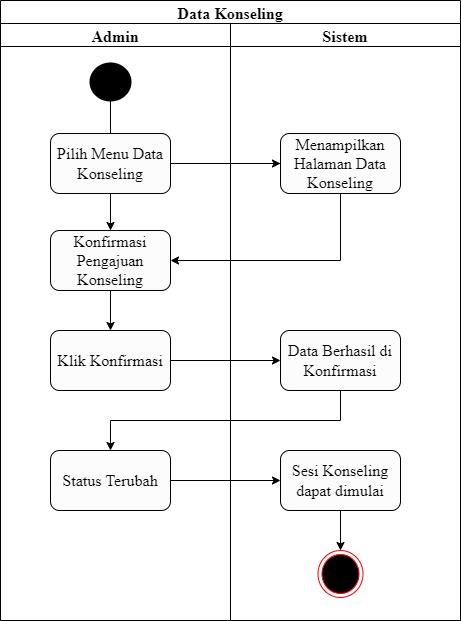 Data Konseling
Admin
Sistem
Pilih Menu Data
Konseling
Menampilkan
Halaman Data
Konseling
Konfirmasi
Pengajuan
Konseling
Klik Konfirmasi
Data Berhasil di
Konfirmasi
Status Terubah
Sesi Konseling
dapat dimulai